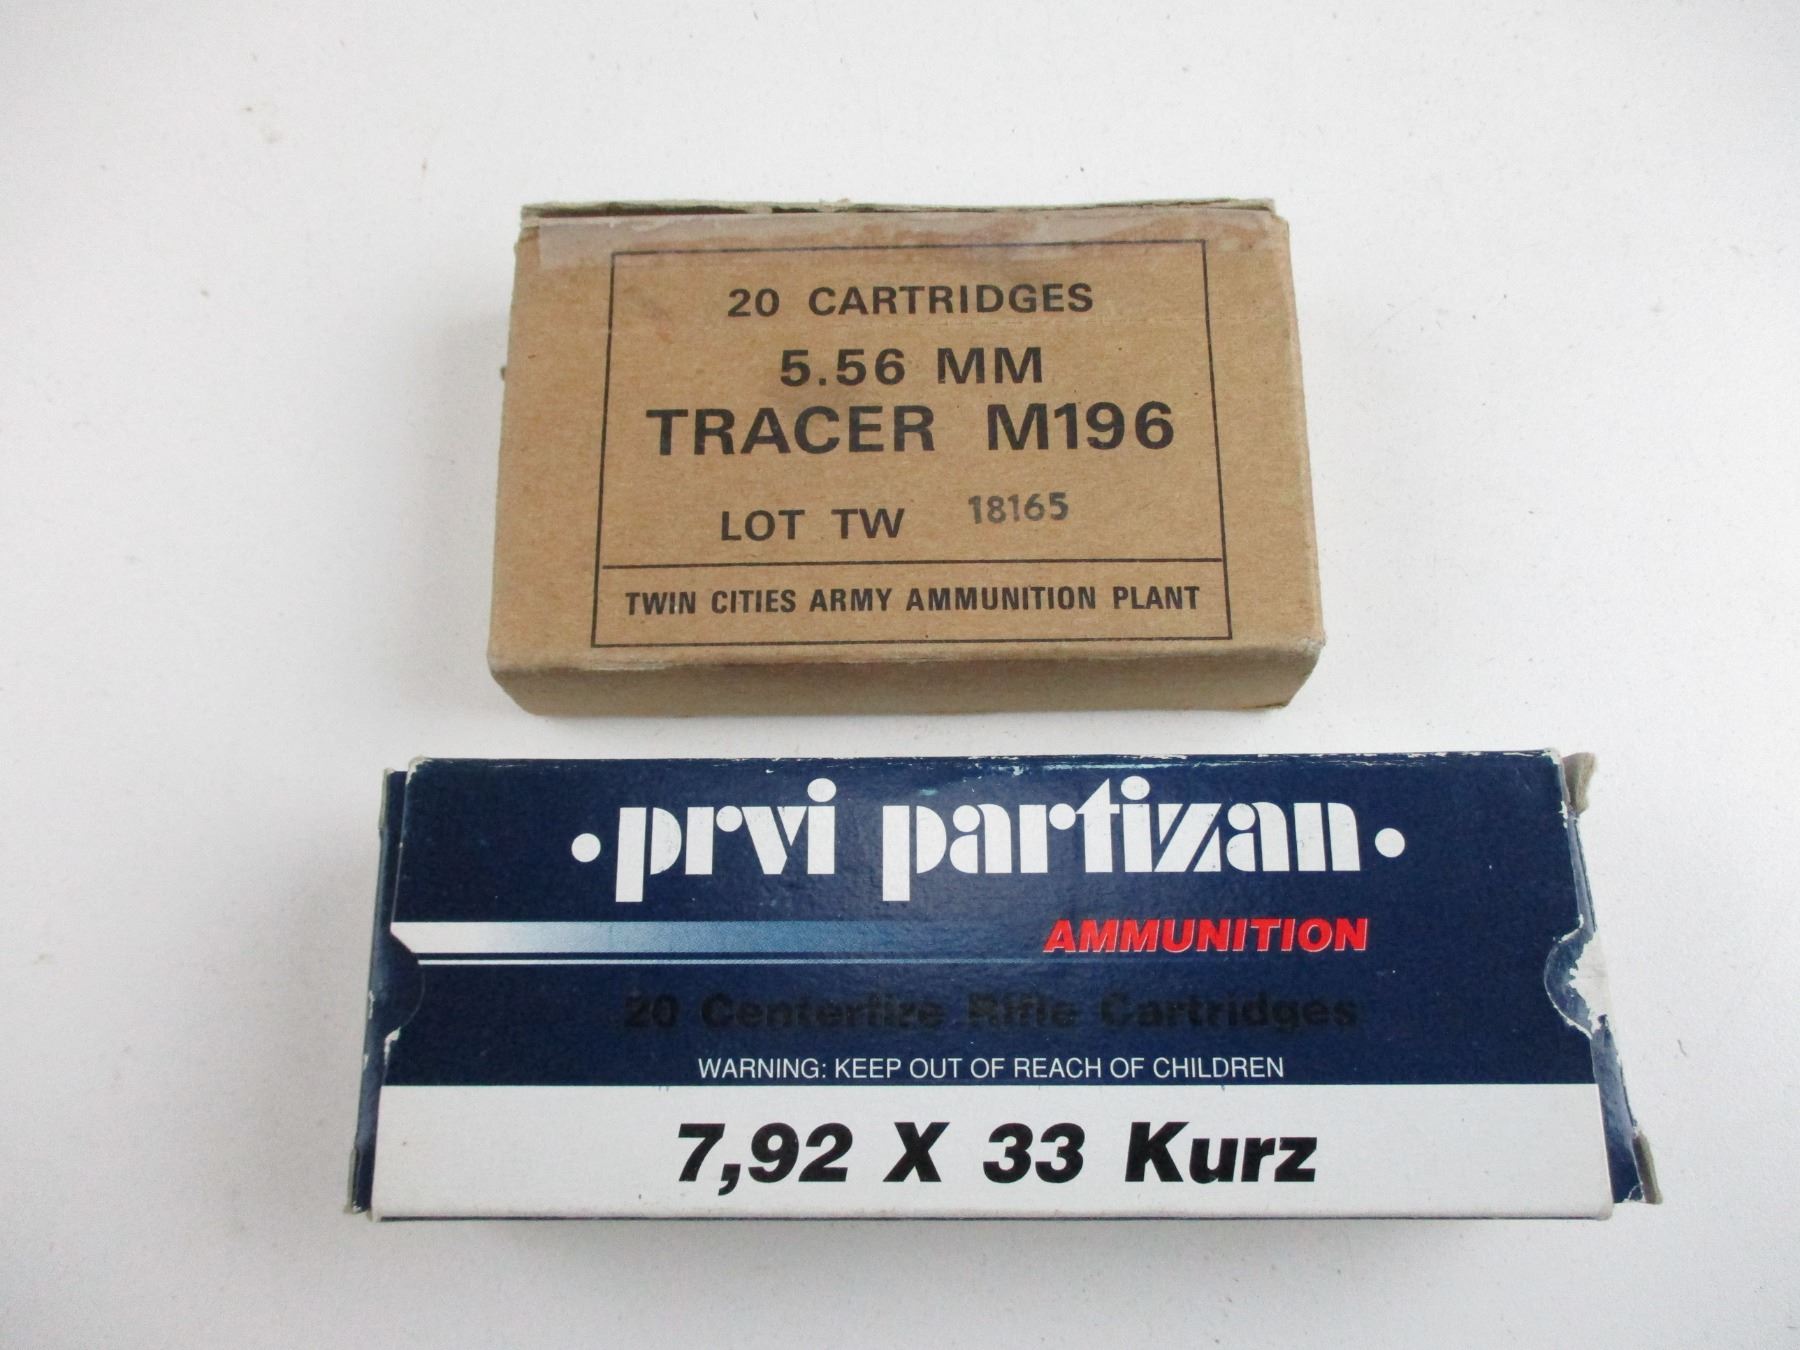 20 CARTRIDGES
5.56 MM
TRACER M196
LOT TW 18165
TWIN CITIES ARMY AMMUNITION PLANT
•prvi partizan•
AMMUNITION
20 Centerfire Rifle Cartridges
WARNING: KEEP OUT OF REACH OF CHILDREN
7,92 X 33 Kurz